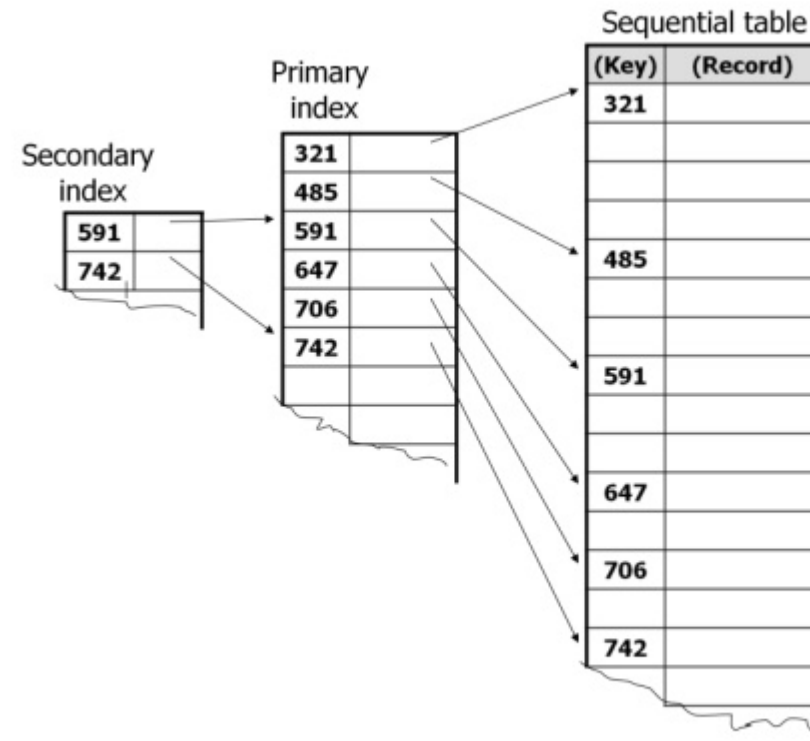 Secondary
index
591
742
Primary
index
321
485
591
647
706
742
Sequential table
(Key) (Record)
321
485
591
647
706
742